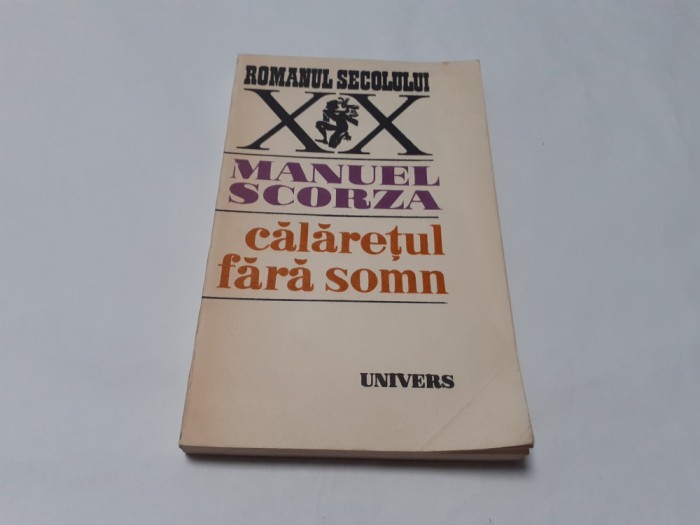 ROMANUL SECOLULUI
XX
MANUEL
SCORZA
călărețul
fără somn
UNIVERS